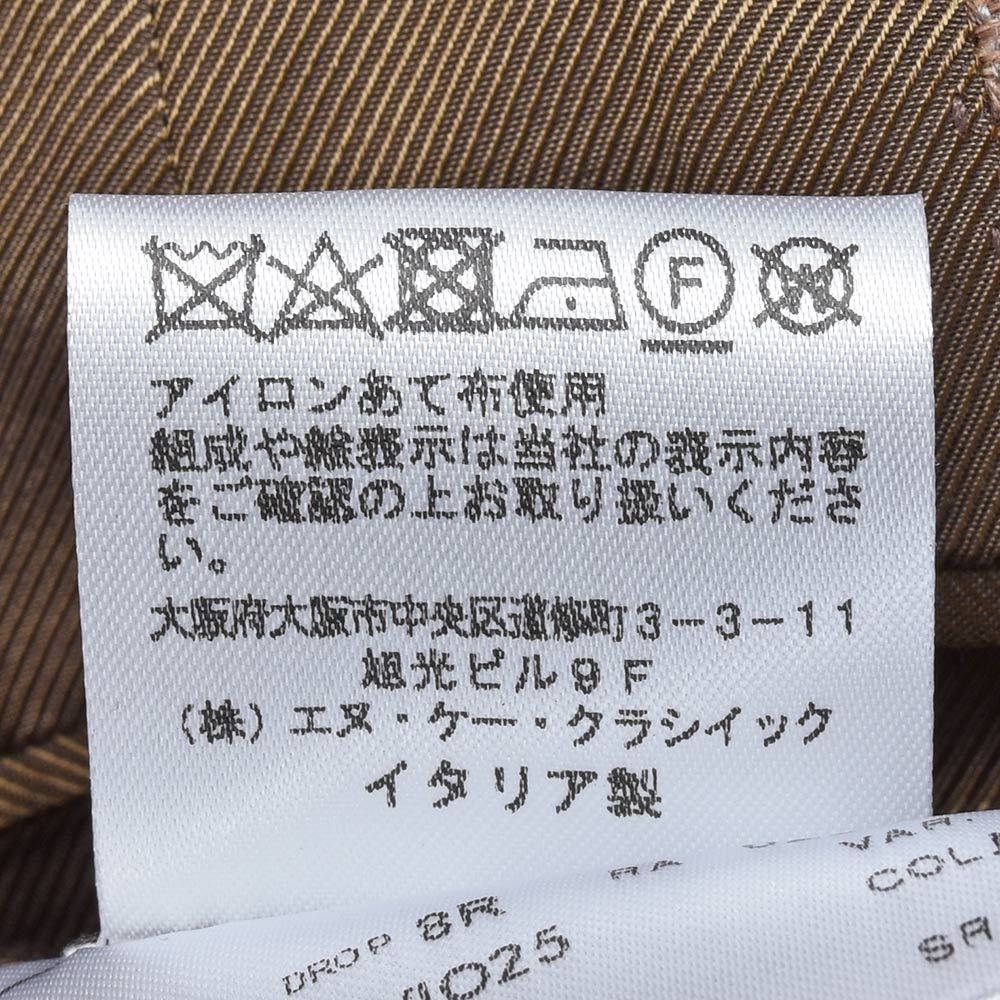 F W
アイロンあて布使用
組成や絵表示は当社の表示内容
をご確認の上お取り扱いくださ
い。
大阪府大阪市中央区道修町3-3-11
旭光ビル9F
(株)エヌ・ケー・クラシイック
イタリア製
DROP 8R
025